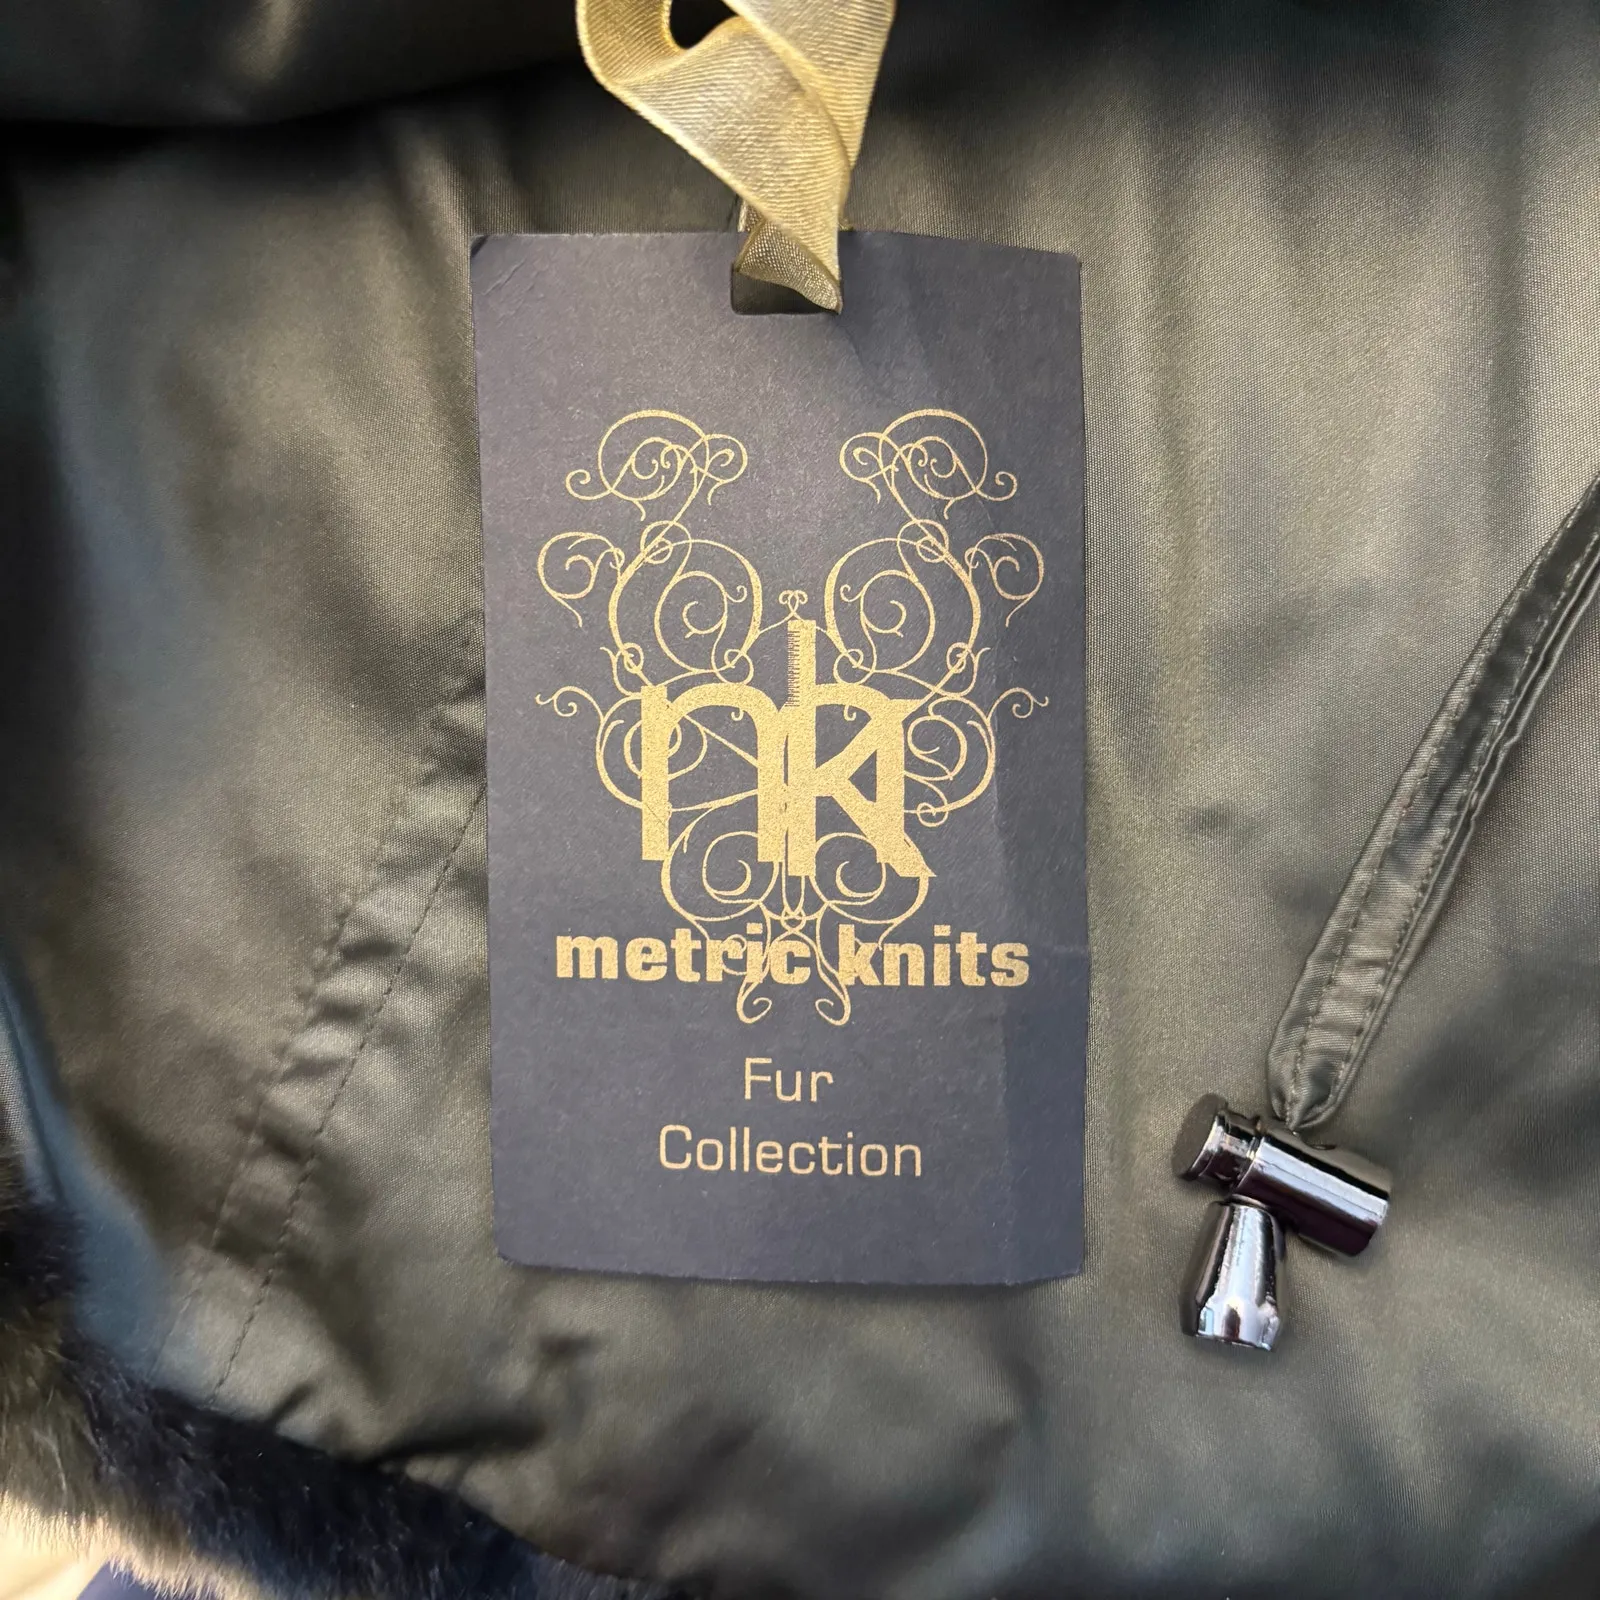 mk
metric knits
Fur
Collection